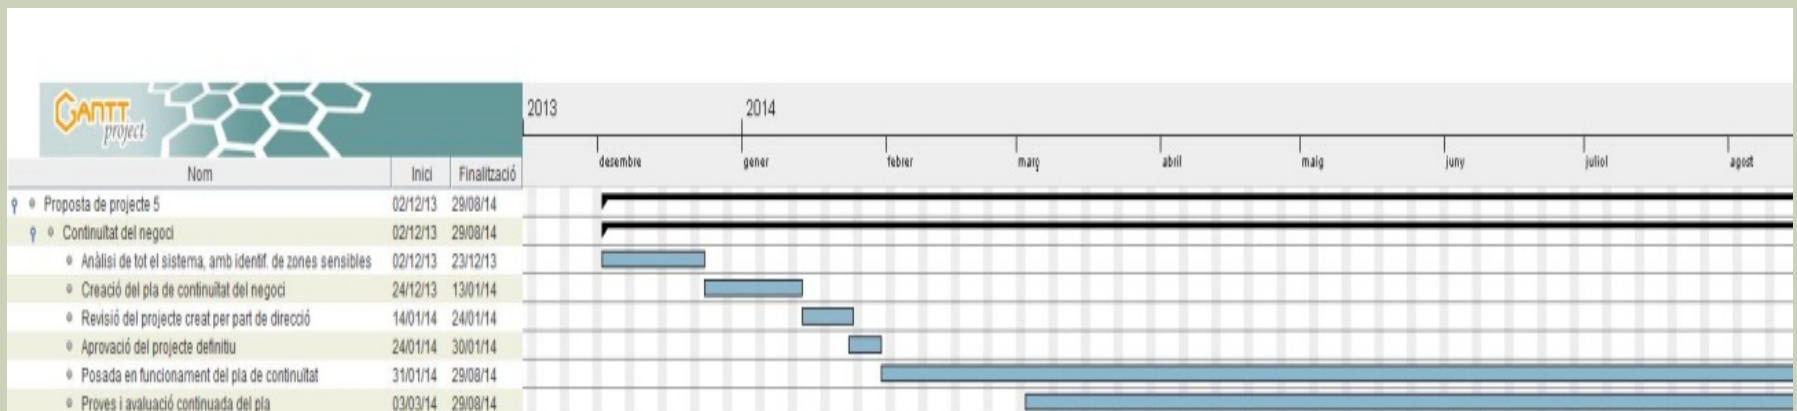 GANTT project
2013 2014
desembre gener febrer març abril maig juny juliol agost
Nom Inici Finalització
Proposta de projecte 5 02/12/13 29/08/14
Continuïtat del negoci 02/12/13 29/08/14
Anàlisi de tot el sistema, amb identif. de zones sensibles 02/12/13 23/12/13
Creació del pla de continuïtat del negoci 24/12/13 13/01/14
Revisió del projecte creat per part de direcció 14/01/14 24/01/14
Aprovació del projecte definitiu 24/01/14 30/01/14
Posada en funcionament del pla de continuïtat 31/01/14 29/08/14
Proves i avaluació continuada del pla 03/03/14 29/08/14